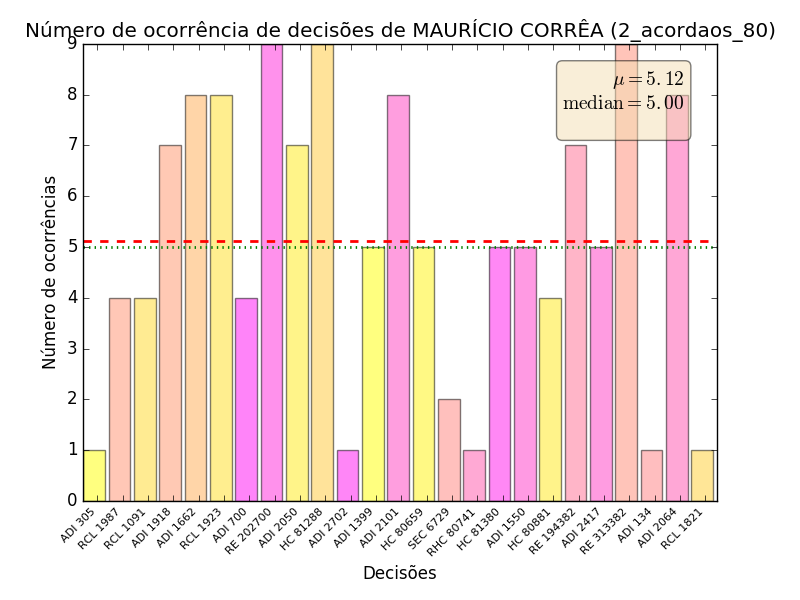 Número de ocorrência de decisões de MAURÍCIO CORRÊA (2_acordaos_80)
μ = 5.12
median = 5.00
Número de ocorrências
9
8
7
6
5
4
3
2
1
0
ADI 305
RCL 1987
RCL 1091
ADI 1918
ADI 1662
RCL 1923
ADI 700
RE 202700
ADI 2050
HC 81288
ADI 2702
ADI 1399
ADI 2101
HC 80659
SEC 6729
RHC 80741
HC 81380
ADI 1550
HC 80881
RE 194382
ADI 2417
RE 313382
ADI 134
ADI 2064
RCL 1821
Decisões